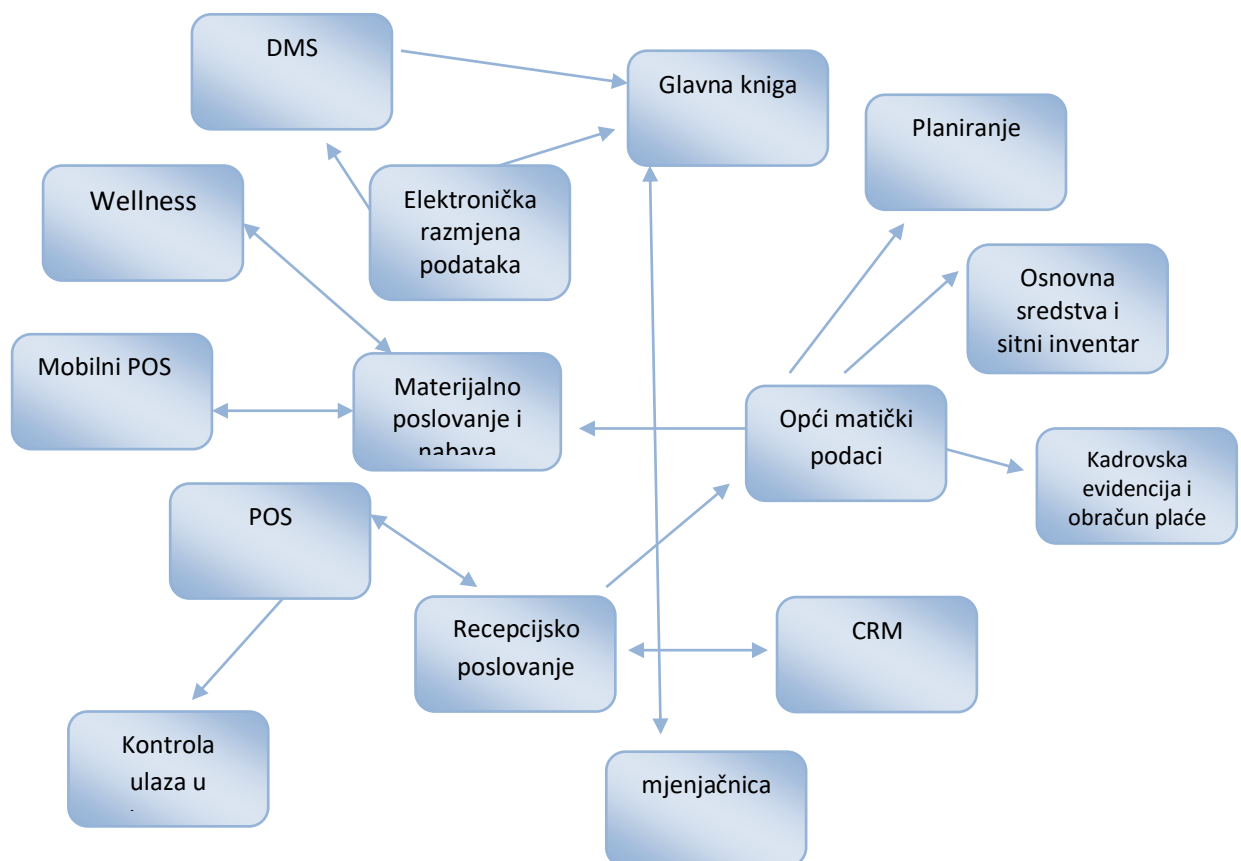 DMS
Glavna kniga
Planiranje
Wellness
Elektronička
razmjena
podataka
Osnovna
sredstva i
sitni inventar
Mobilni POS
Materijalno
poslovanje i
nabava
Opći matički
podaci
Kadrovska
evidencija i
obračun plaće
POS
Recepcijsko
poslovanje
CRM
Kontrola
ulaza u
mjenjačnica